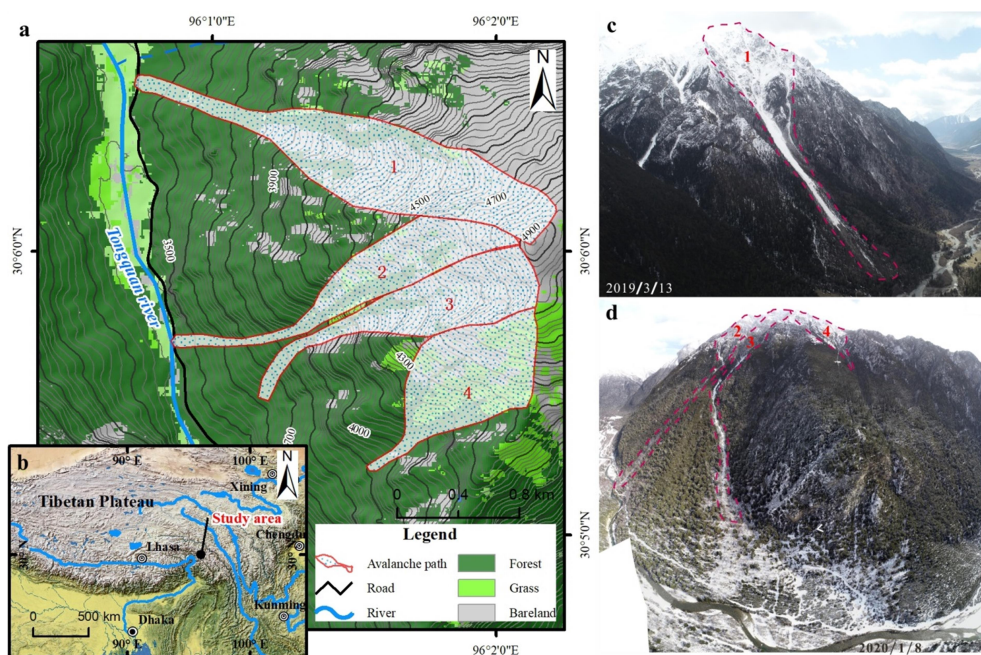 a
96°1'0"E
96°2'0"E
N
1
3900
4500
4700
4900
30°6'0"N
30°6'0"N
3500
Tongquan river
2
3
4300
4
4000
700
0 0.4 0.8 km
30°5'0"N
96°2'0"E
Legend
Avalanche path
Road
River
Forest
Grass
Bareland
b
90° E
100° E
N
Xining
Tibetan Plateau
Study area
Lhasa
Chengdu
Kunming
0 500 km
Dhaka
90° E
100° E
c
1
2019/3/13
d
2
3
4
2020/1/8